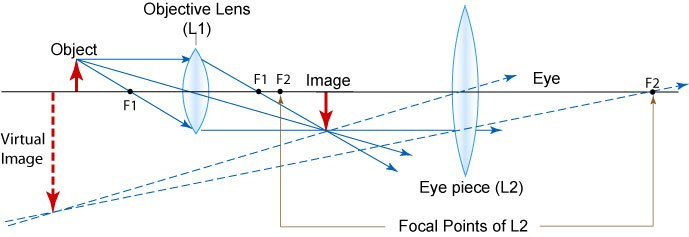 Objective Lens
(L1)
Object
F1
F1
F2
Image
Eye
F2
Virtual
Image
Eye piece (L2)
Focal Points of L2